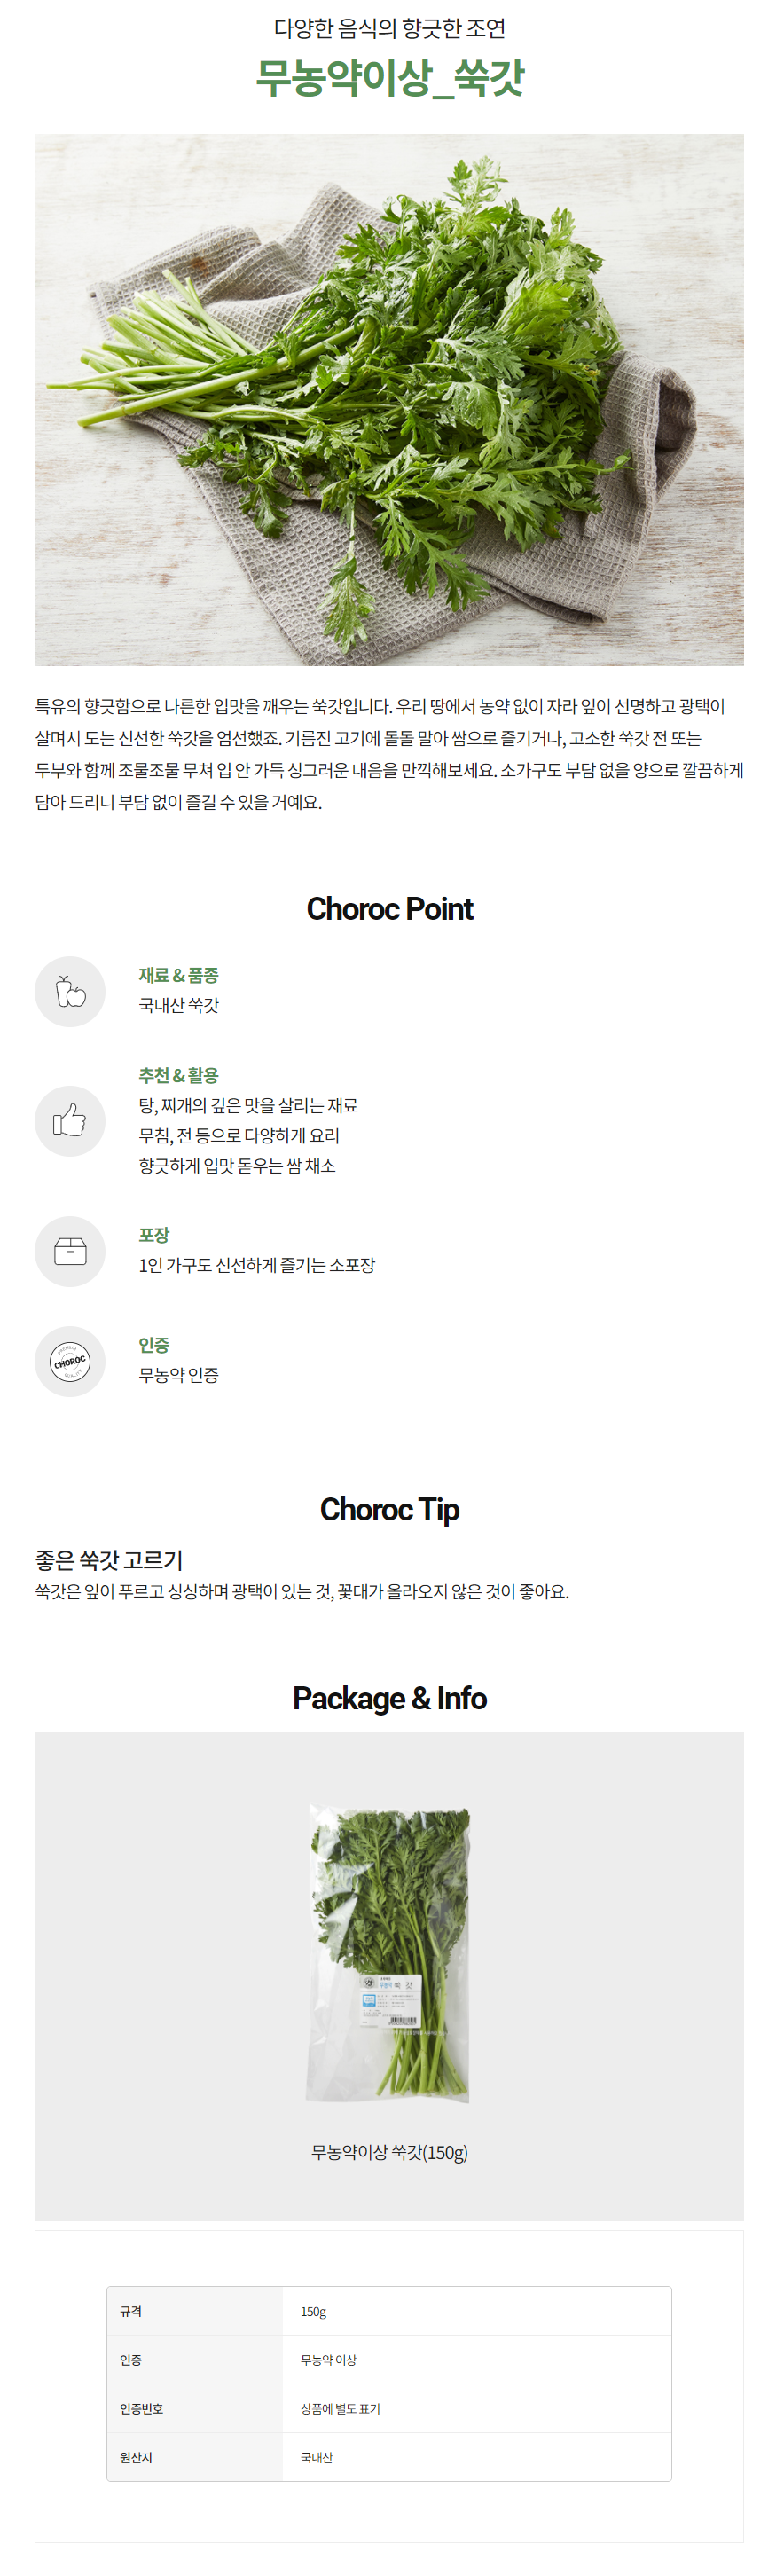 다양한 음식의 향긋한 조연
무농약이상_쑥갓
특유의 향긋함으로 나른한 입맛을 깨우는 쑥갓입니다. 우리 땅에서 농약 없이 자라 잎이 선명하고 광택이
살며시 도는 신선한 쑥갓을 엄선했죠. 기름진 고기에 돌돌 말아 쌈으로 즐기거나, 고소한 쑥갓 전 또는
두부와 함께 조물조물 무쳐 입 안 가득 싱그러운 내음을 만끽해보세요. 소가구도 부담 없을 양으로 깔끔하게
담아 드리니 부담 없이 즐길 수 있을 거예요.
Choroc Point
재료 & 품종
국내산 쑥갓
추천 & 활용
탕, 찌개의 깊은 맛을 살리는 재료
무침, 전 등으로 다양하게 요리
향긋하게 입맛 돋우는 쌈 채소
포장
1인 가구도 신선하게 즐기는 소포장
CHOROC
인증
무농약 인증
Choroc Tip
좋은 쑥갓 고르기
쑥갓은 잎이 푸르고 싱싱하며 광택이 있는 것, 꽃대가 올라오지 않은 것이 좋아요.
Package & Info
무농약 쑥 갓
무농약이상 쑥갓(150g)
규격 150g
인증 무농약 이상
인증번호 상품에 별도 표기
원산지 국내산